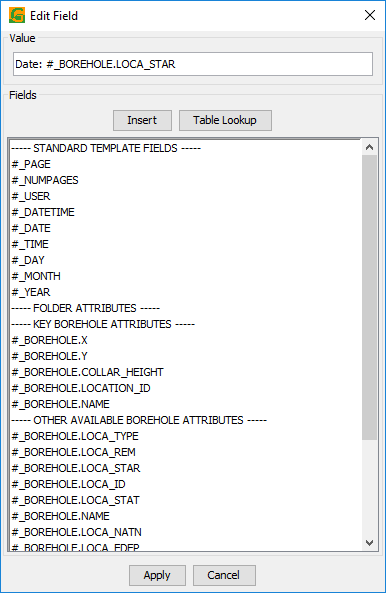 Edit Field
Value
Date: #_BOREHOLE.LOCA_STAR
Fields
Insert Table Lookup
----- STANDARD TEMPLATE FIELDS -----
#_PAGE
#_NUMPAGES
#_USER
#_DATETIME
#_DATE
#_TIME
#_DAY
#_MONTH
#_YEAR
----- FOLDER ATTRIBUTES -----
----- KEY BOREHOLE ATTRIBUTES -----
#_BOREHOLE.X
#_BOREHOLE.Y
#_BOREHOLE.COLLAR_HEIGHT
#_BOREHOLE.LOCATION_ID
#_BOREHOLE.NAME
----- OTHER AVAILABLE BOREHOLE ATTRIBUTES -----
#_BOREHOLE.LOCA_TYPE
#_BOREHOLE.LOCA_REM
#_BOREHOLE.LOCA_STAR
#_BOREHOLE.LOCA_ID
#_BOREHOLE.LOCA_STAT
#_BOREHOLE.NAME
#_BOREHOLE.LOCA_NATN
#_BOREHOLE.LOCA_FDEP
Apply Cancel